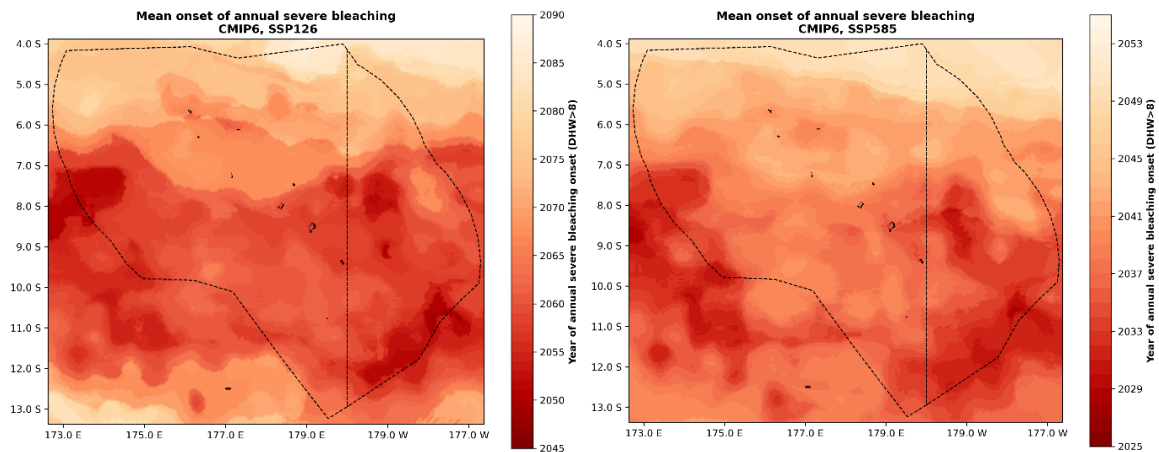 Mean onset of annual severe bleaching
CMIP6, SSP126
4.0 S
5.0 S
6.0 S
7.0 S
8.0 S
9.0 S
10.0 S
11.0 S
12.0 S
13.0 S
173.0 E
175.0 E
177.0 E
179.0 E
179.0 W
177.0 W
2090
2085
2080
2075
2070
2065
2060
2055
2050
2045
Year of annual severe bleaching onset (DHW>8)
Mean onset of annual severe bleaching
CMIP6, SSP585
4.0 S
5.0 S
6.0 S
7.0 S
8.0 S
9.0 S
10.0 S
11.0 S
12.0 S
13.0 S
173.0 E
175.0 E
177.0 E
179.0 E
179.0 W
177.0 W
2053
2049
2045
2041
2037
2033
2029
2025
Year of annual severe bleaching onset (DHW>8)